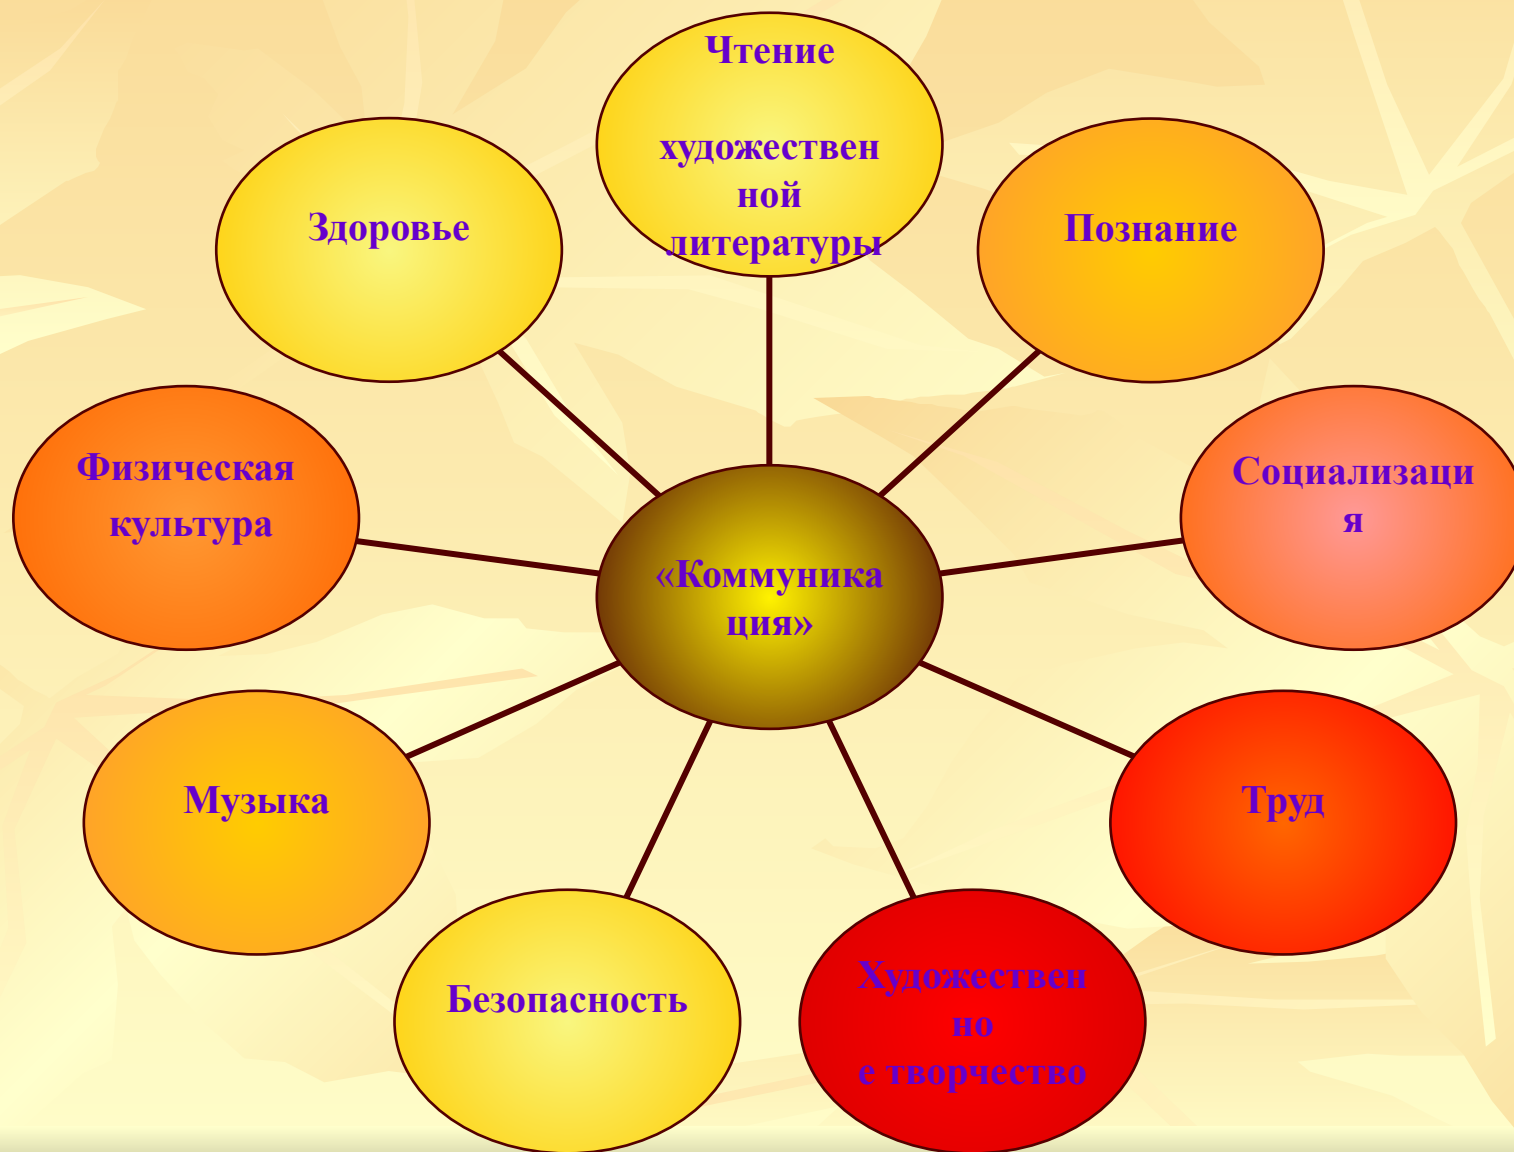 Чтение
художествен
ной
литературы
Здоровье
Познание
Физическая
культура
Социализаци
я
«Коммуника
ция»
Музыка
Труд
Безопасность
Художествен
но
е творчество